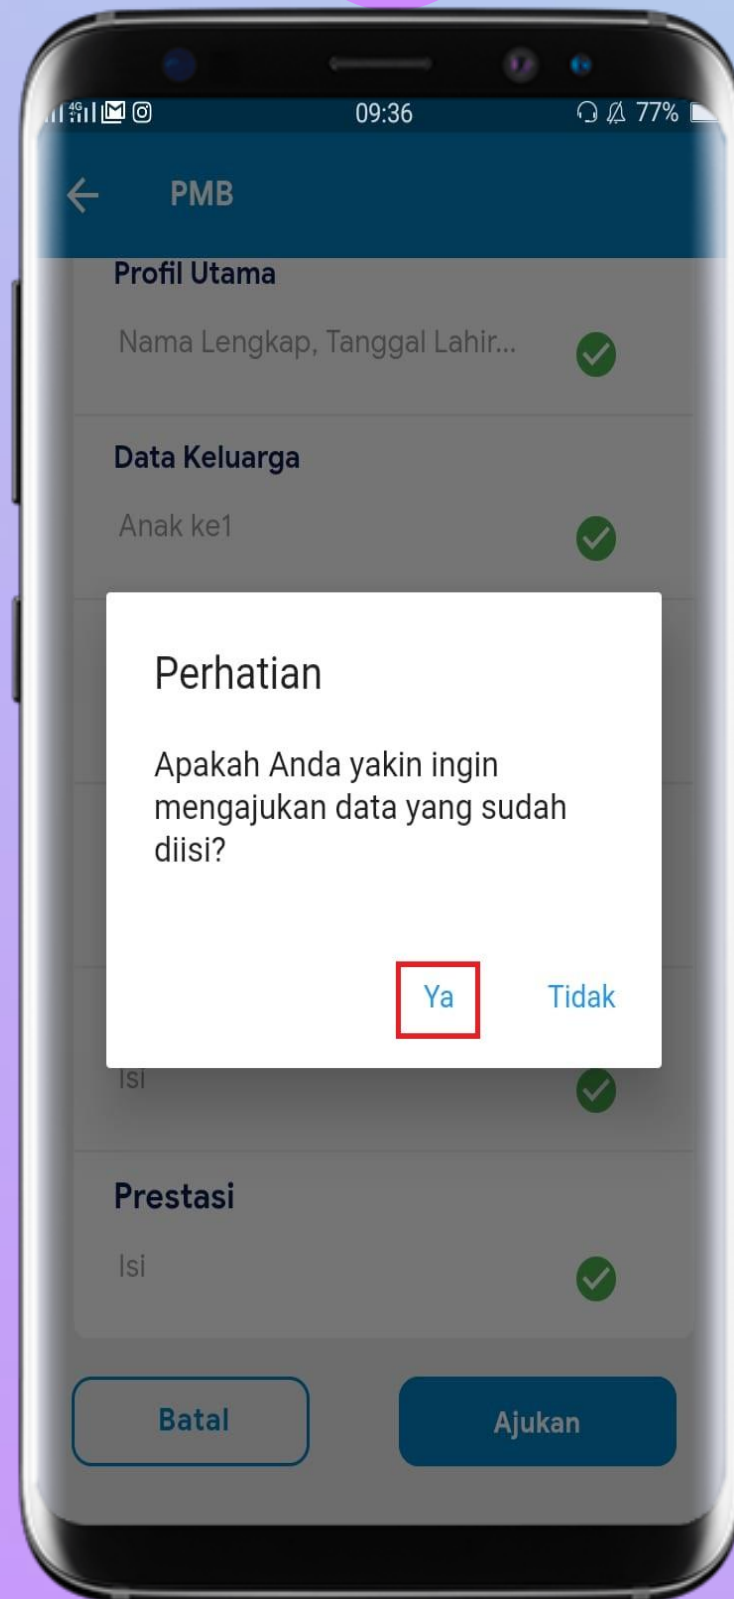 4G 09:36 77%
PMB
Profil Utama
Nama Lengkap, Tanggal Lahir...
Data Keluarga
Anak ke1
Perhatian
Apakah Anda yakin ingin
mengajukan data yang sudah
diisi?
Ya Tidak
Isi
Prestasi
Isi
Batal Ajukan